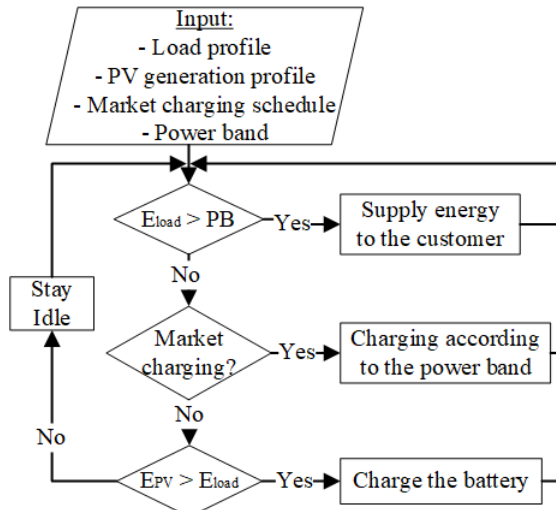 Input:
- Load profile
- PV generation profile
- Market charging schedule
- Power band
Eload > PB
Yes
Supply energy
to the customer
No
Stay
Idle
Market
charging?
Yes
Charging according
to the power band
No
No
EPV > Eload
Yes
Charge the battery